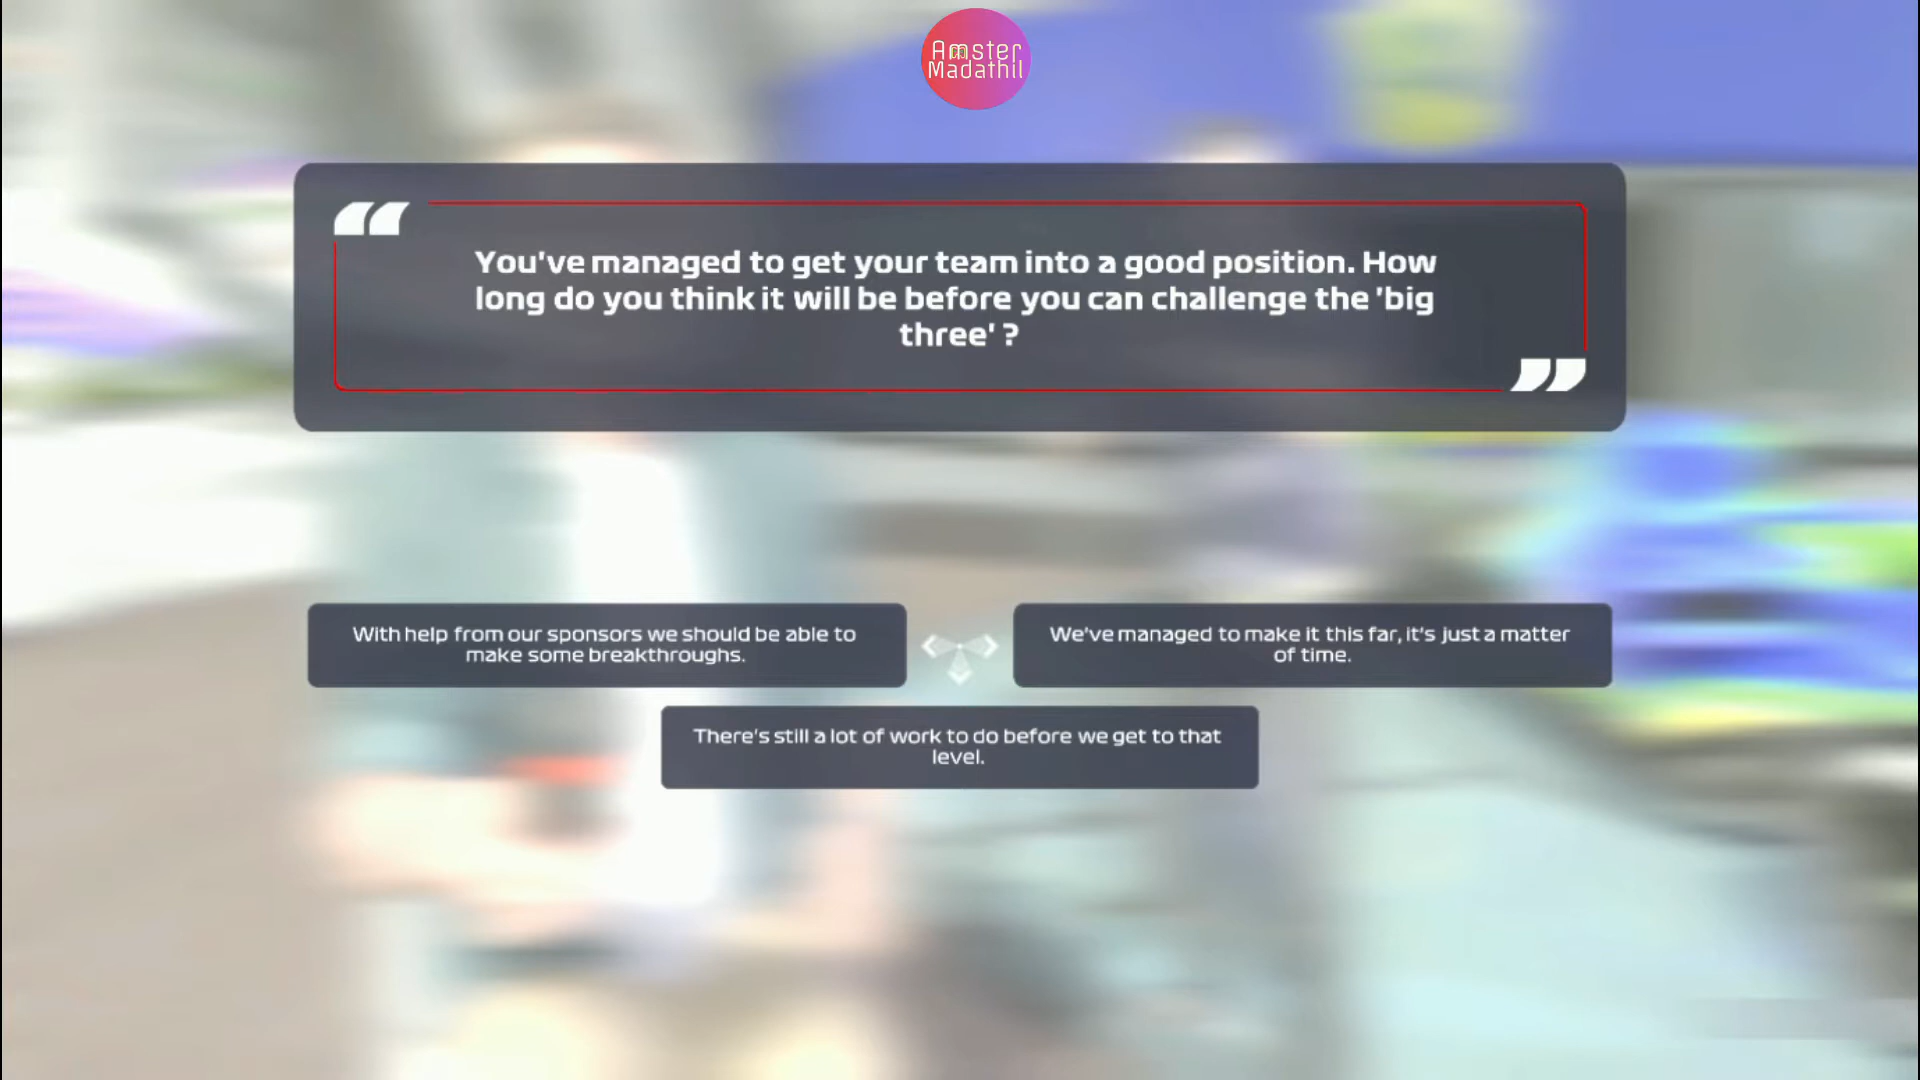 Amster
Madathil
You've managed to get your team into a good position. How
long do you think it will be before you can challenge the 'big
three' ?
With help from our sponsors we should be able to
make some breakthroughs.
We've managed to make it this far, it's just a matter
of time.
There's still a lot of work to do before we get to that
level.